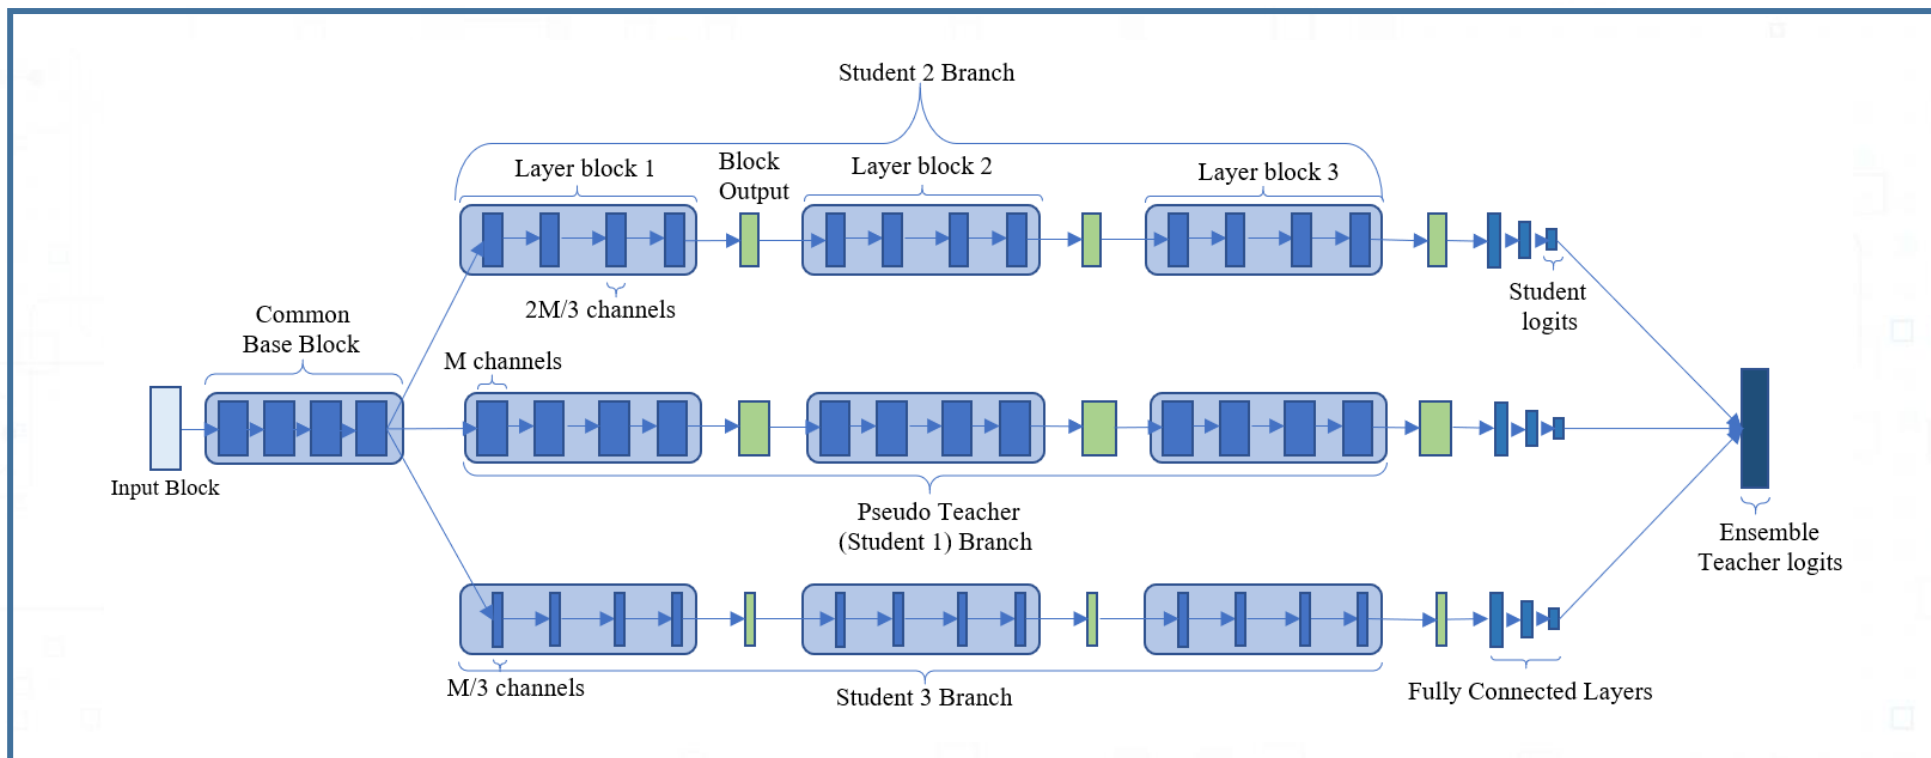 Student 2 Branch
Layer block 1
Block
Output
Layer block 2
Layer block 3
2M/3 channels
Student
logits
Common
Base Block
M channels
Input Block
Pseudo Teacher
(Student 1) Branch
Ensemble
Teacher logits
M/3 channels
Student 3 Branch
Fully Connected Layers